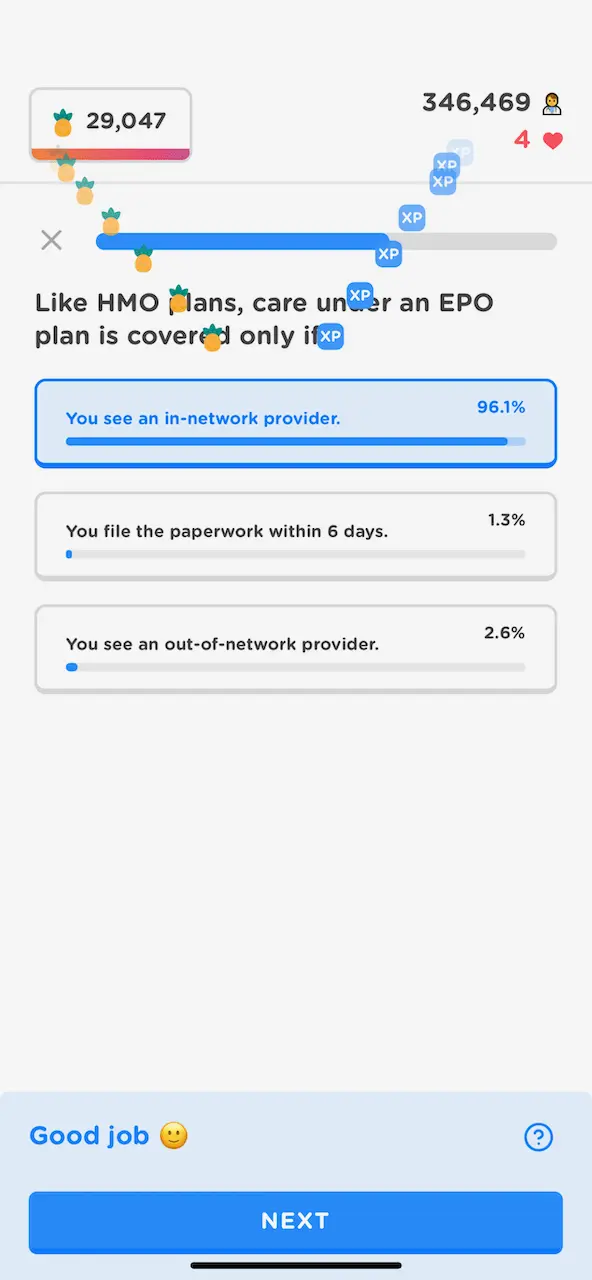 29,047
346,469
4
XP
XP
XP
XP
XP
XP
XP
Like HMO plans, care under an EPO
plan is covered only if
You see an in-network provider.
96.1%
You file the paperwork within 6 days.
1.3%
You see an out-of-network provider.
2.6%
Good job
?
NEXT